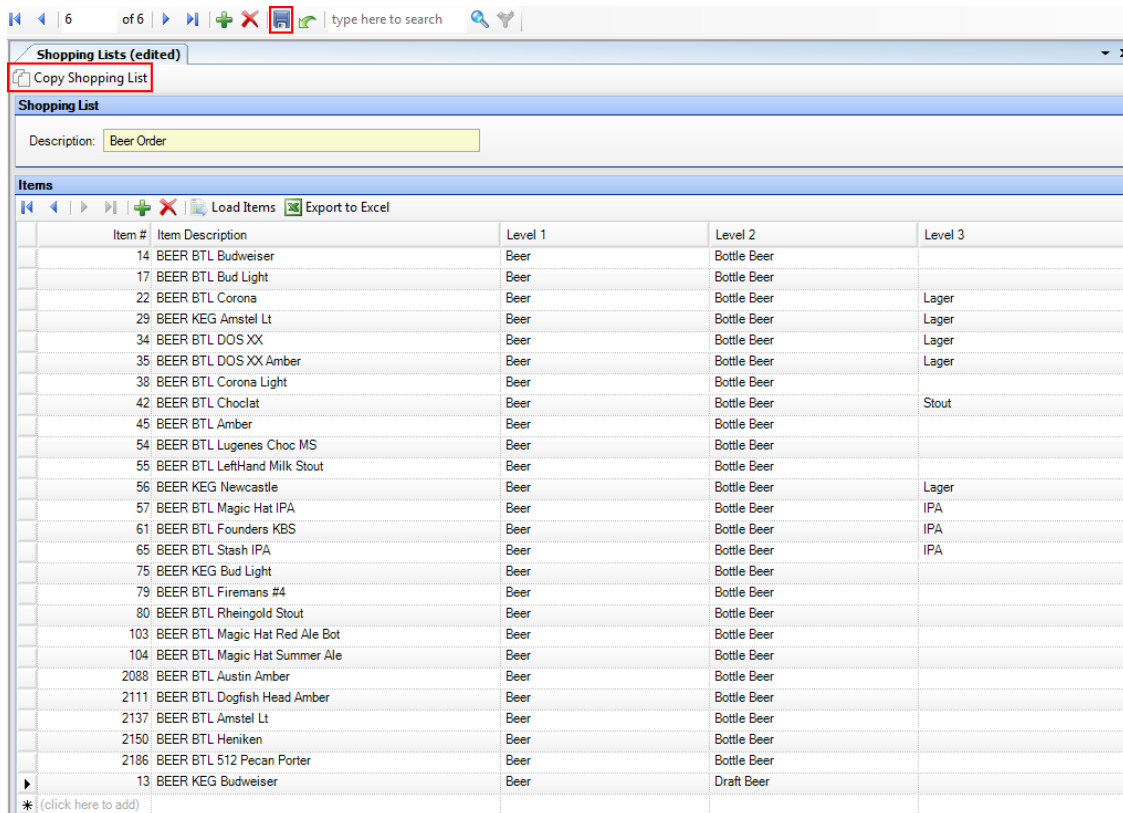 6 of 6 type here to search
Shopping Lists (edited)
Copy Shopping List
Shopping List
Description: Beer Order
Items
Load Items Export to Excel
Item # Item Description Level 1 Level 2 Level 3
14 BEER BTL Budweiser Beer Bottle Beer
17 BEER BTL Bud Light Beer Bottle Beer
22 BEER BTL Corona Beer Bottle Beer Lager
29 BEER KEG Amstel Lt Beer Bottle Beer Lager
34 BEER BTL DOS XX Beer Bottle Beer Lager
35 BEER BTL DOS XX Amber Beer Bottle Beer Lager
38 BEER BTL Corona Light Beer Bottle Beer
42 BEER BTL Choclat Beer Bottle Beer Stout
45 BEER BTL Amber Beer Bottle Beer
54 BEER BTL Lugenes Choc MS Beer Bottle Beer
55 BEER BTL LeftHand Milk Stout Beer Bottle Beer
56 BEER KEG Newcastle Beer Bottle Beer Lager
57 BEER BTL Magic Hat IPA Beer Bottle Beer IPA
61 BEER BTL Founders KBS Beer Bottle Beer IPA
65 BEER BTL Stash IPA Beer Bottle Beer IPA
75 BEER KEG Bud Light Beer Bottle Beer
79 BEER BTL Firemans #4 Beer Bottle Beer
80 BEER BTL Rheingold Stout Beer Bottle Beer
103 BEER BTL Magic Hat Red Ale Bot Beer Bottle Beer
104 BEER BTL Magic Hat Summer Ale Beer Bottle Beer
2088 BEER BTL Austin Amber Beer Bottle Beer
2111 BEER BTL Dogfish Head Amber Beer Bottle Beer
2137 BEER BTL Amstel Lt Beer Bottle Beer
2150 BEER BTL Heniken Beer Bottle Beer
2186 BEER BTL 512 Pecan Porter Beer Bottle Beer
13 BEER KEG Budweiser Beer Draft Beer
(click here to add)